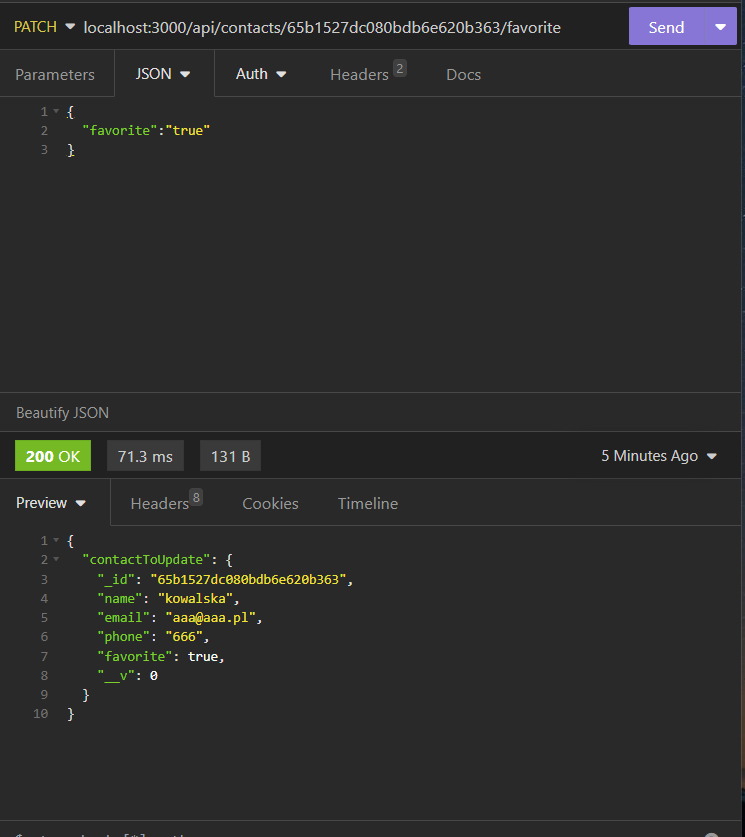 PATCH localhost:3000/api/contacts/65b1527dc080bdb6e620b363/favorite Send
Parameters JSON Auth Headers 2 Docs
1 {
2 "favorite":"true"
3 }
Beautify JSON
200 OK 71.3 ms 131 B 5 Minutes Ago
Preview Headers 8 Cookies Timeline
1 {
2 "contactToUpdate": {
3 "_id": "65b1527dc080bdb6e620b363",
4 "name": "kowalska",
5 "email": "aaa@aaa.pl",
6 "phone": "666",
7 "favorite": true,
8 "__v": 0
9 }
10 }